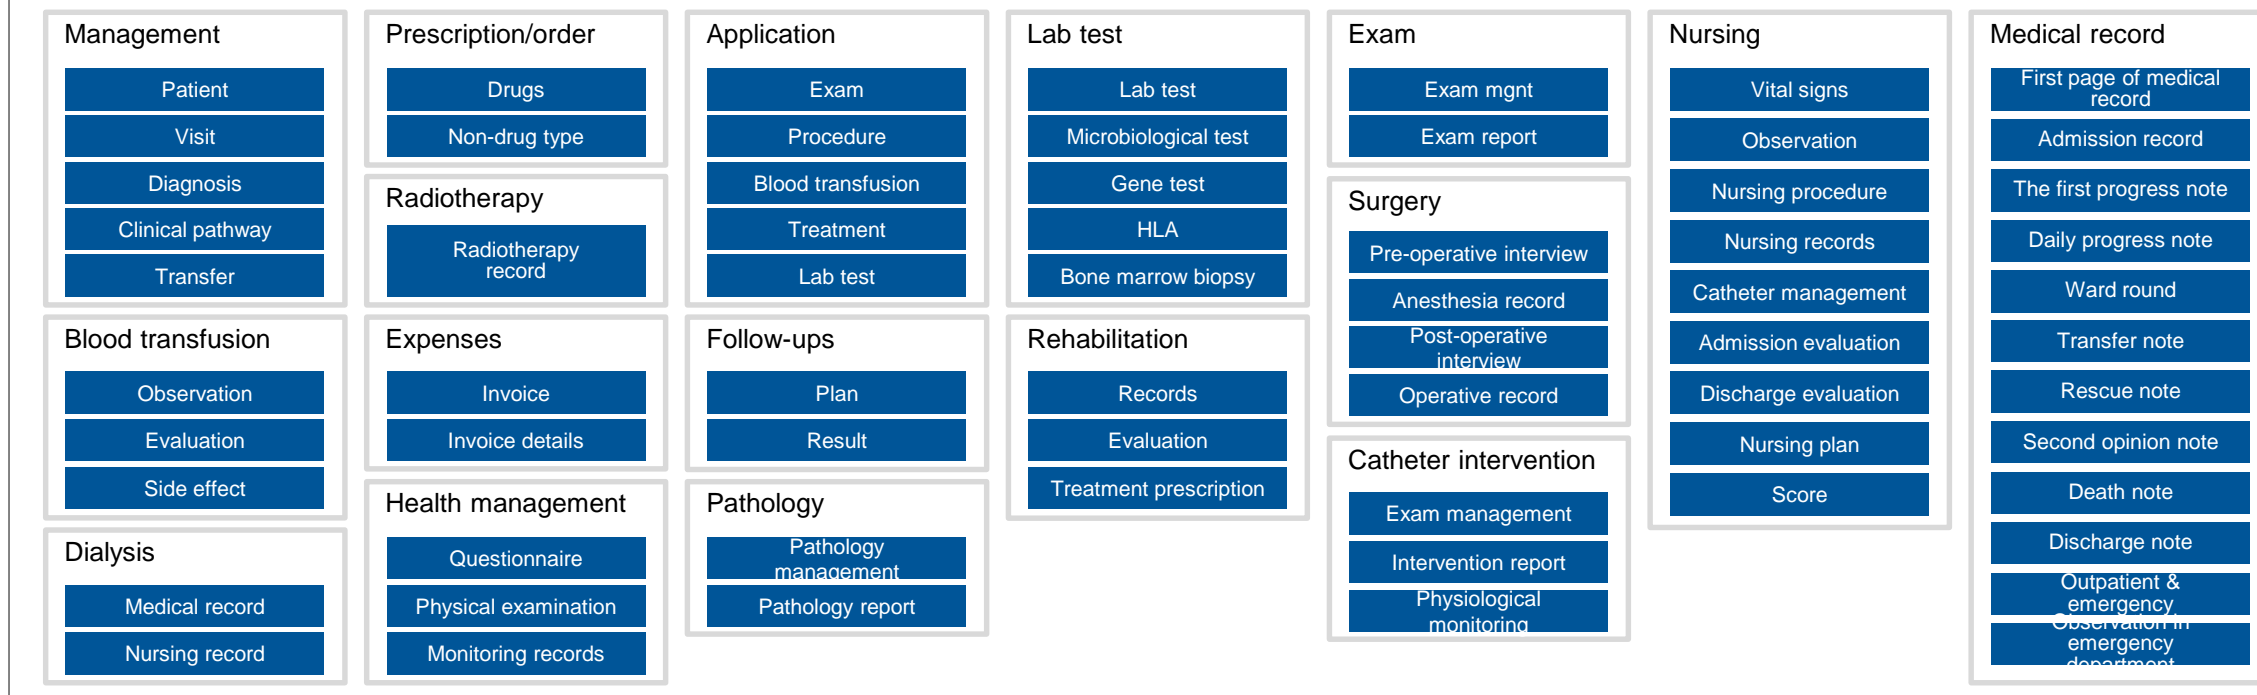 Management
Patient
Visit
Diagnosis
Clinical pathway
Transfer
Blood transfusion
Observation
Evaluation
Side effect
Dialysis
Medical record
Nursing record
Prescription/order
Drugs
Non-drug type
Radiotherapy
Radiotherapy
record
Expenses
Invoice
Invoice details
Health management
Questionnaire
Physical examination
Monitoring records
Application
Exam
Procedure
Blood transfusion
Treatment
Lab test
Follow-ups
Plan
Result
Pathology
Pathology
management
Pathology report
Lab test
Lab test
Microbiological test
Gene test
HLA
Bone marrow biopsy
Rehabilitation
Records
Evaluation
Treatment prescription
Exam
Exam mgnt
Exam report
Surgery
Pre-operative interview
Anesthesia record
Post-operative
interview
Operative record
Catheter intervention
Exam management
Intervention report
Physiological
monitoring
Nursing
Vital signs
Observation
Nursing procedure
Nursing records
Catheter management
Admission evaluation
Discharge evaluation
Nursing plan
Score
Medical record
First page of medical
record
Admission record
The first progress note
Daily progress note
Ward round
Transfer note
Rescue note
Second opinion note
Death note
Discharge note
Outpatient &
emergency
Observation in
emergency
department